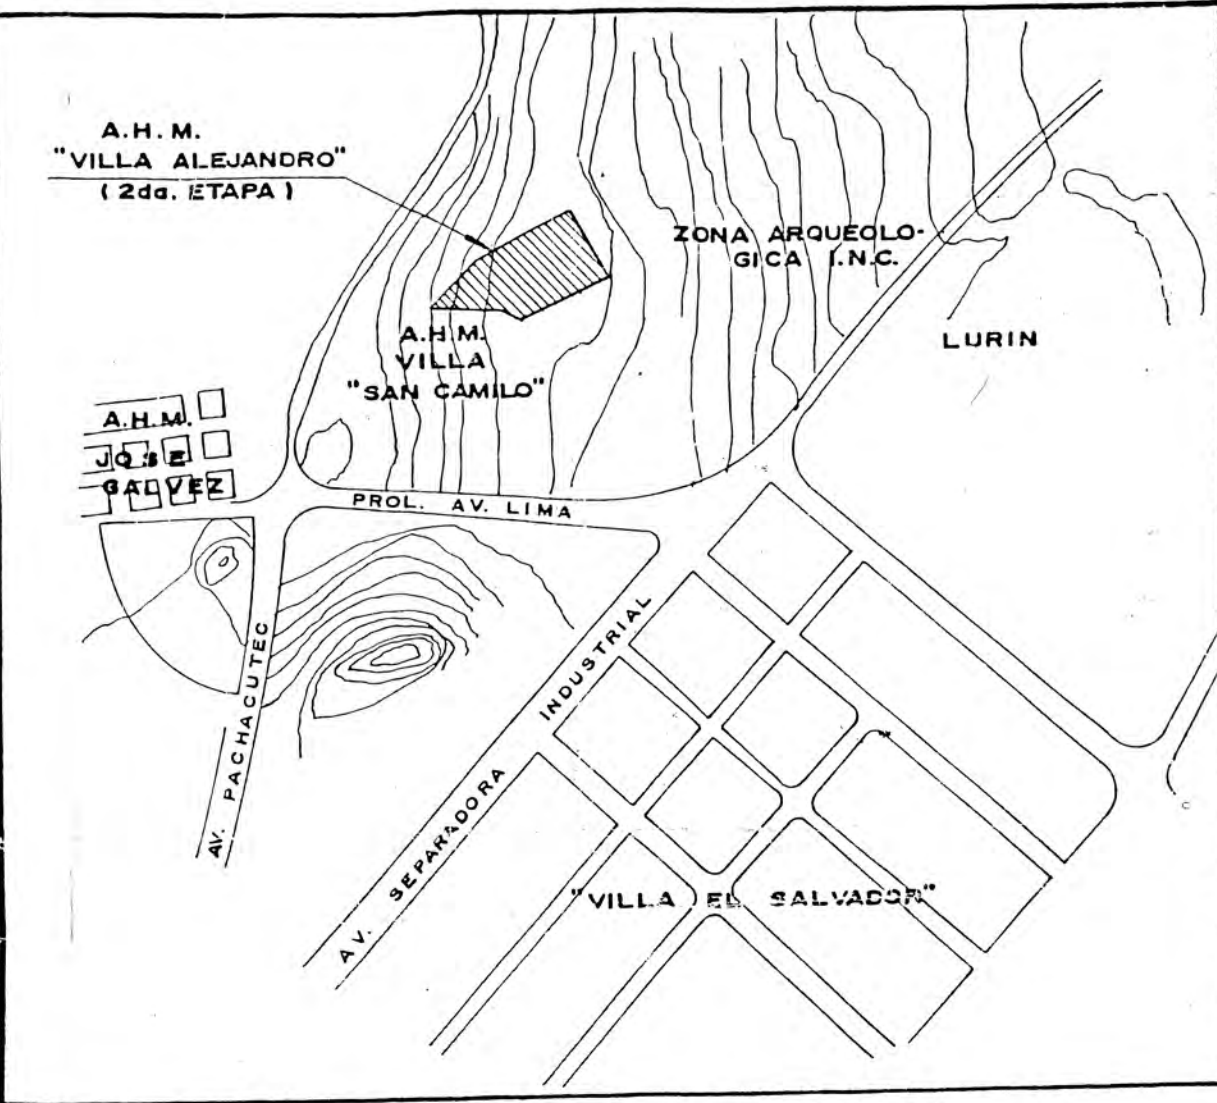 A.H.M.
"VILLA ALEJANDRO"
( 2da. ETAPA )
ZONA ARQUEOLO-
GICA I.N.C.
LURIN
A.H.M.
VILLA
"SAN CAMILO"
A.H.M.
JOSE
GALVEZ
PROL. AV. LIMA
AV. PACHACUTEC
AV. SEPARADORA INDUSTRIAL
"VILLA EL SALVADOR"